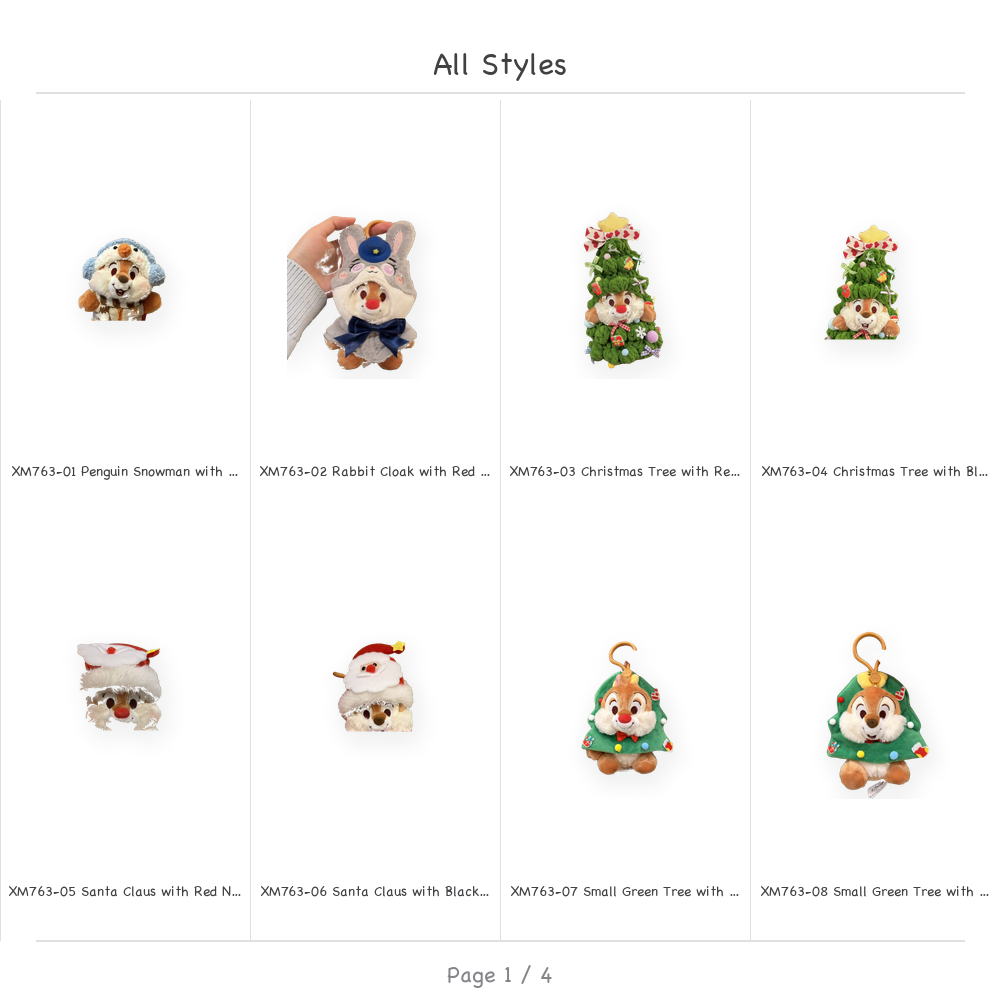 All Styles
XM763-01 Penguin Snowman with ...
XM763-02 Rabbit Cloak with Red ...
XM763-03 Christmas Tree with Re...
XM763-04 Christmas Tree with Bl...
XM763-05 Santa Claus with Red N...
XM763-06 Santa Claus with Black...
XM763-07 Small Green Tree with ...
XM763-08 Small Green Tree with ...
Page 1 / 4